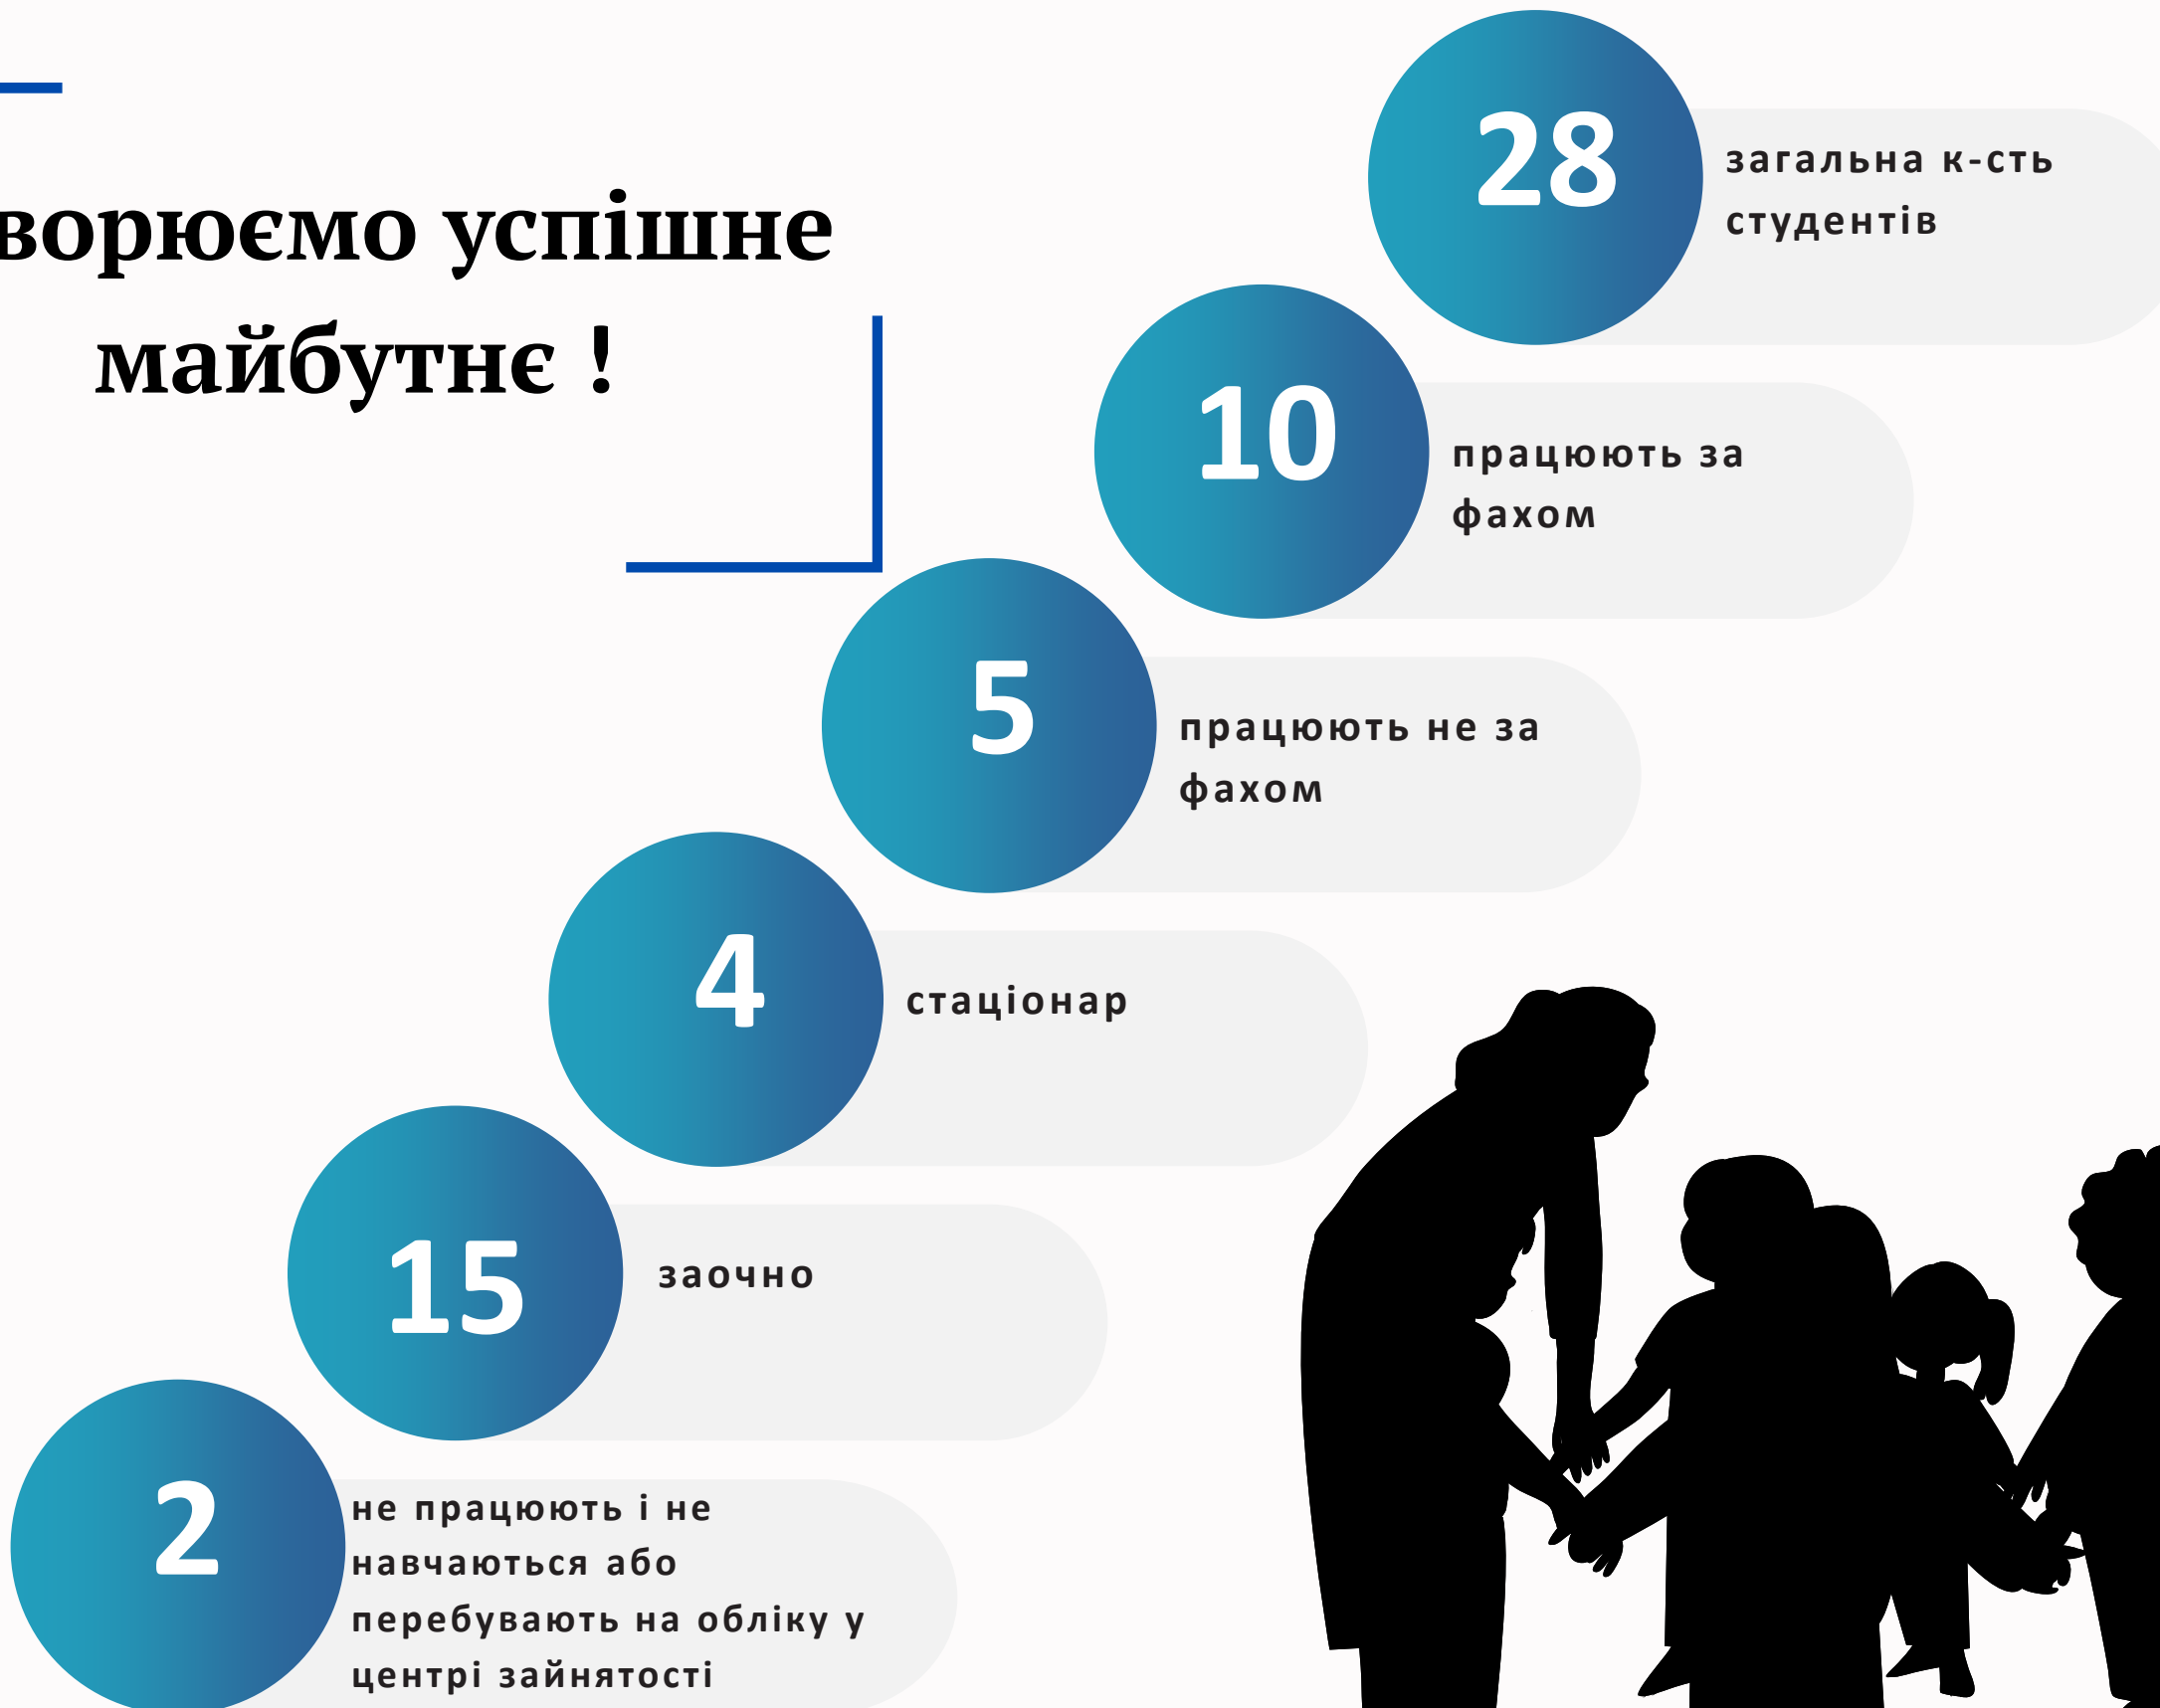 ворюємо успішне
майбутнє !
28
загальна к-сть
студентів
10
працюють за
фахом
5
працюють не за
фахом
4
стаціонар
15
заочно
2
не працюють і не
навчаються або
перебувають на обліку у
центрі зайнятості